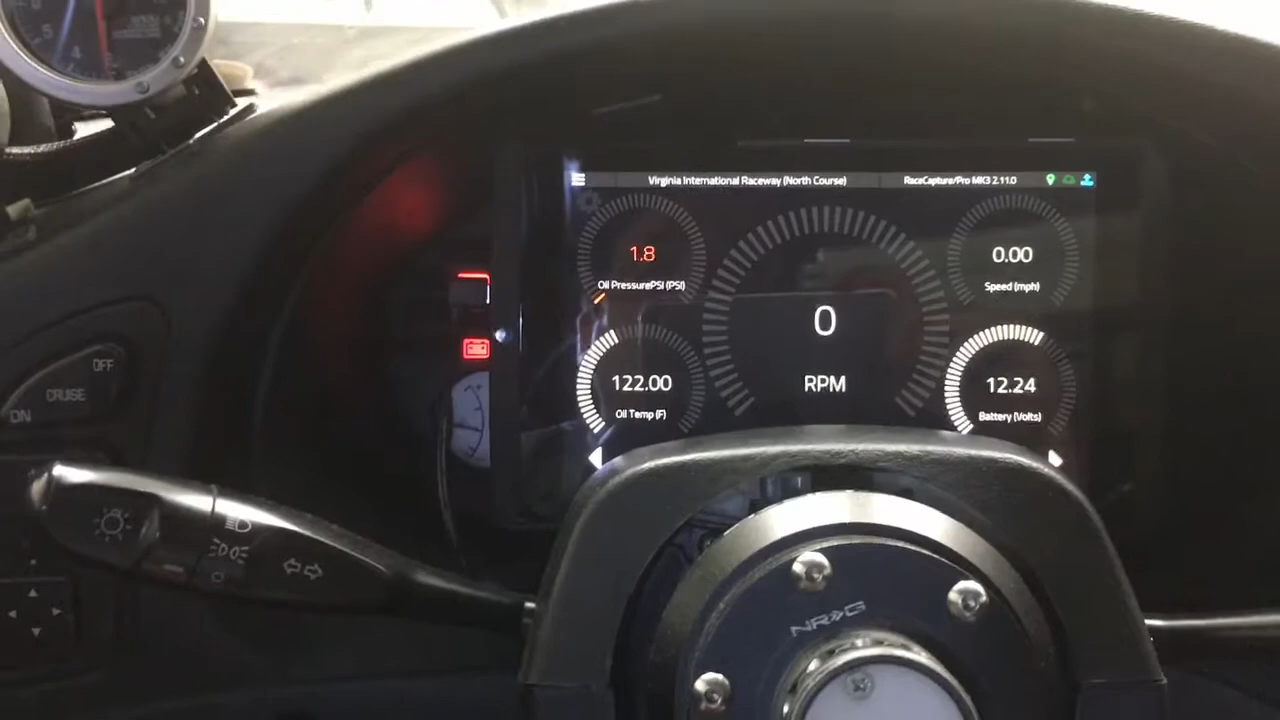 Virginia International Raceway (North Course)
RaceCapture/Pro MK3 2.11.0
1.8
Oil PressurePSI (PSI)
0.00
Speed (mph)
0
RPM
122.00
Oil Temp (F)
12.24
Battery (Volts)
OFF
CRUISE
ON
NRG